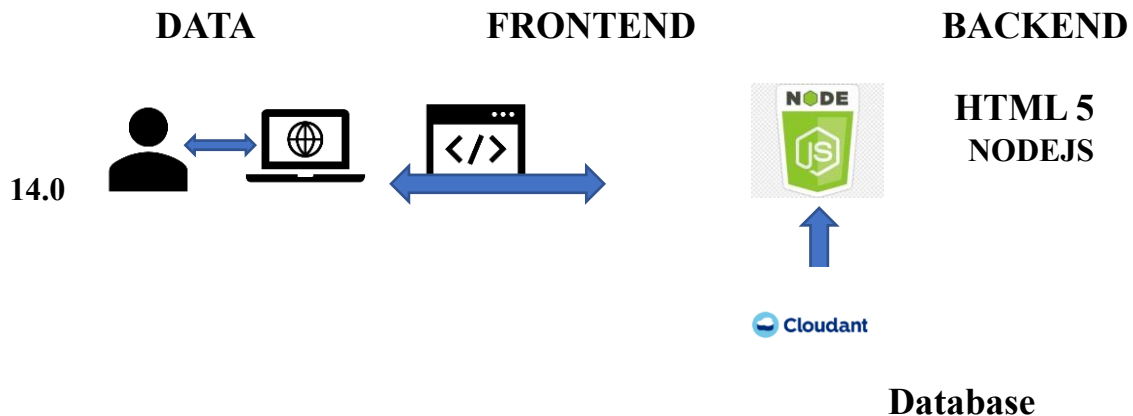 DATA FRONTEND BACKEND
NODE
JS
HTML 5
NODEJS
14.0
</>
Cloudant
Database